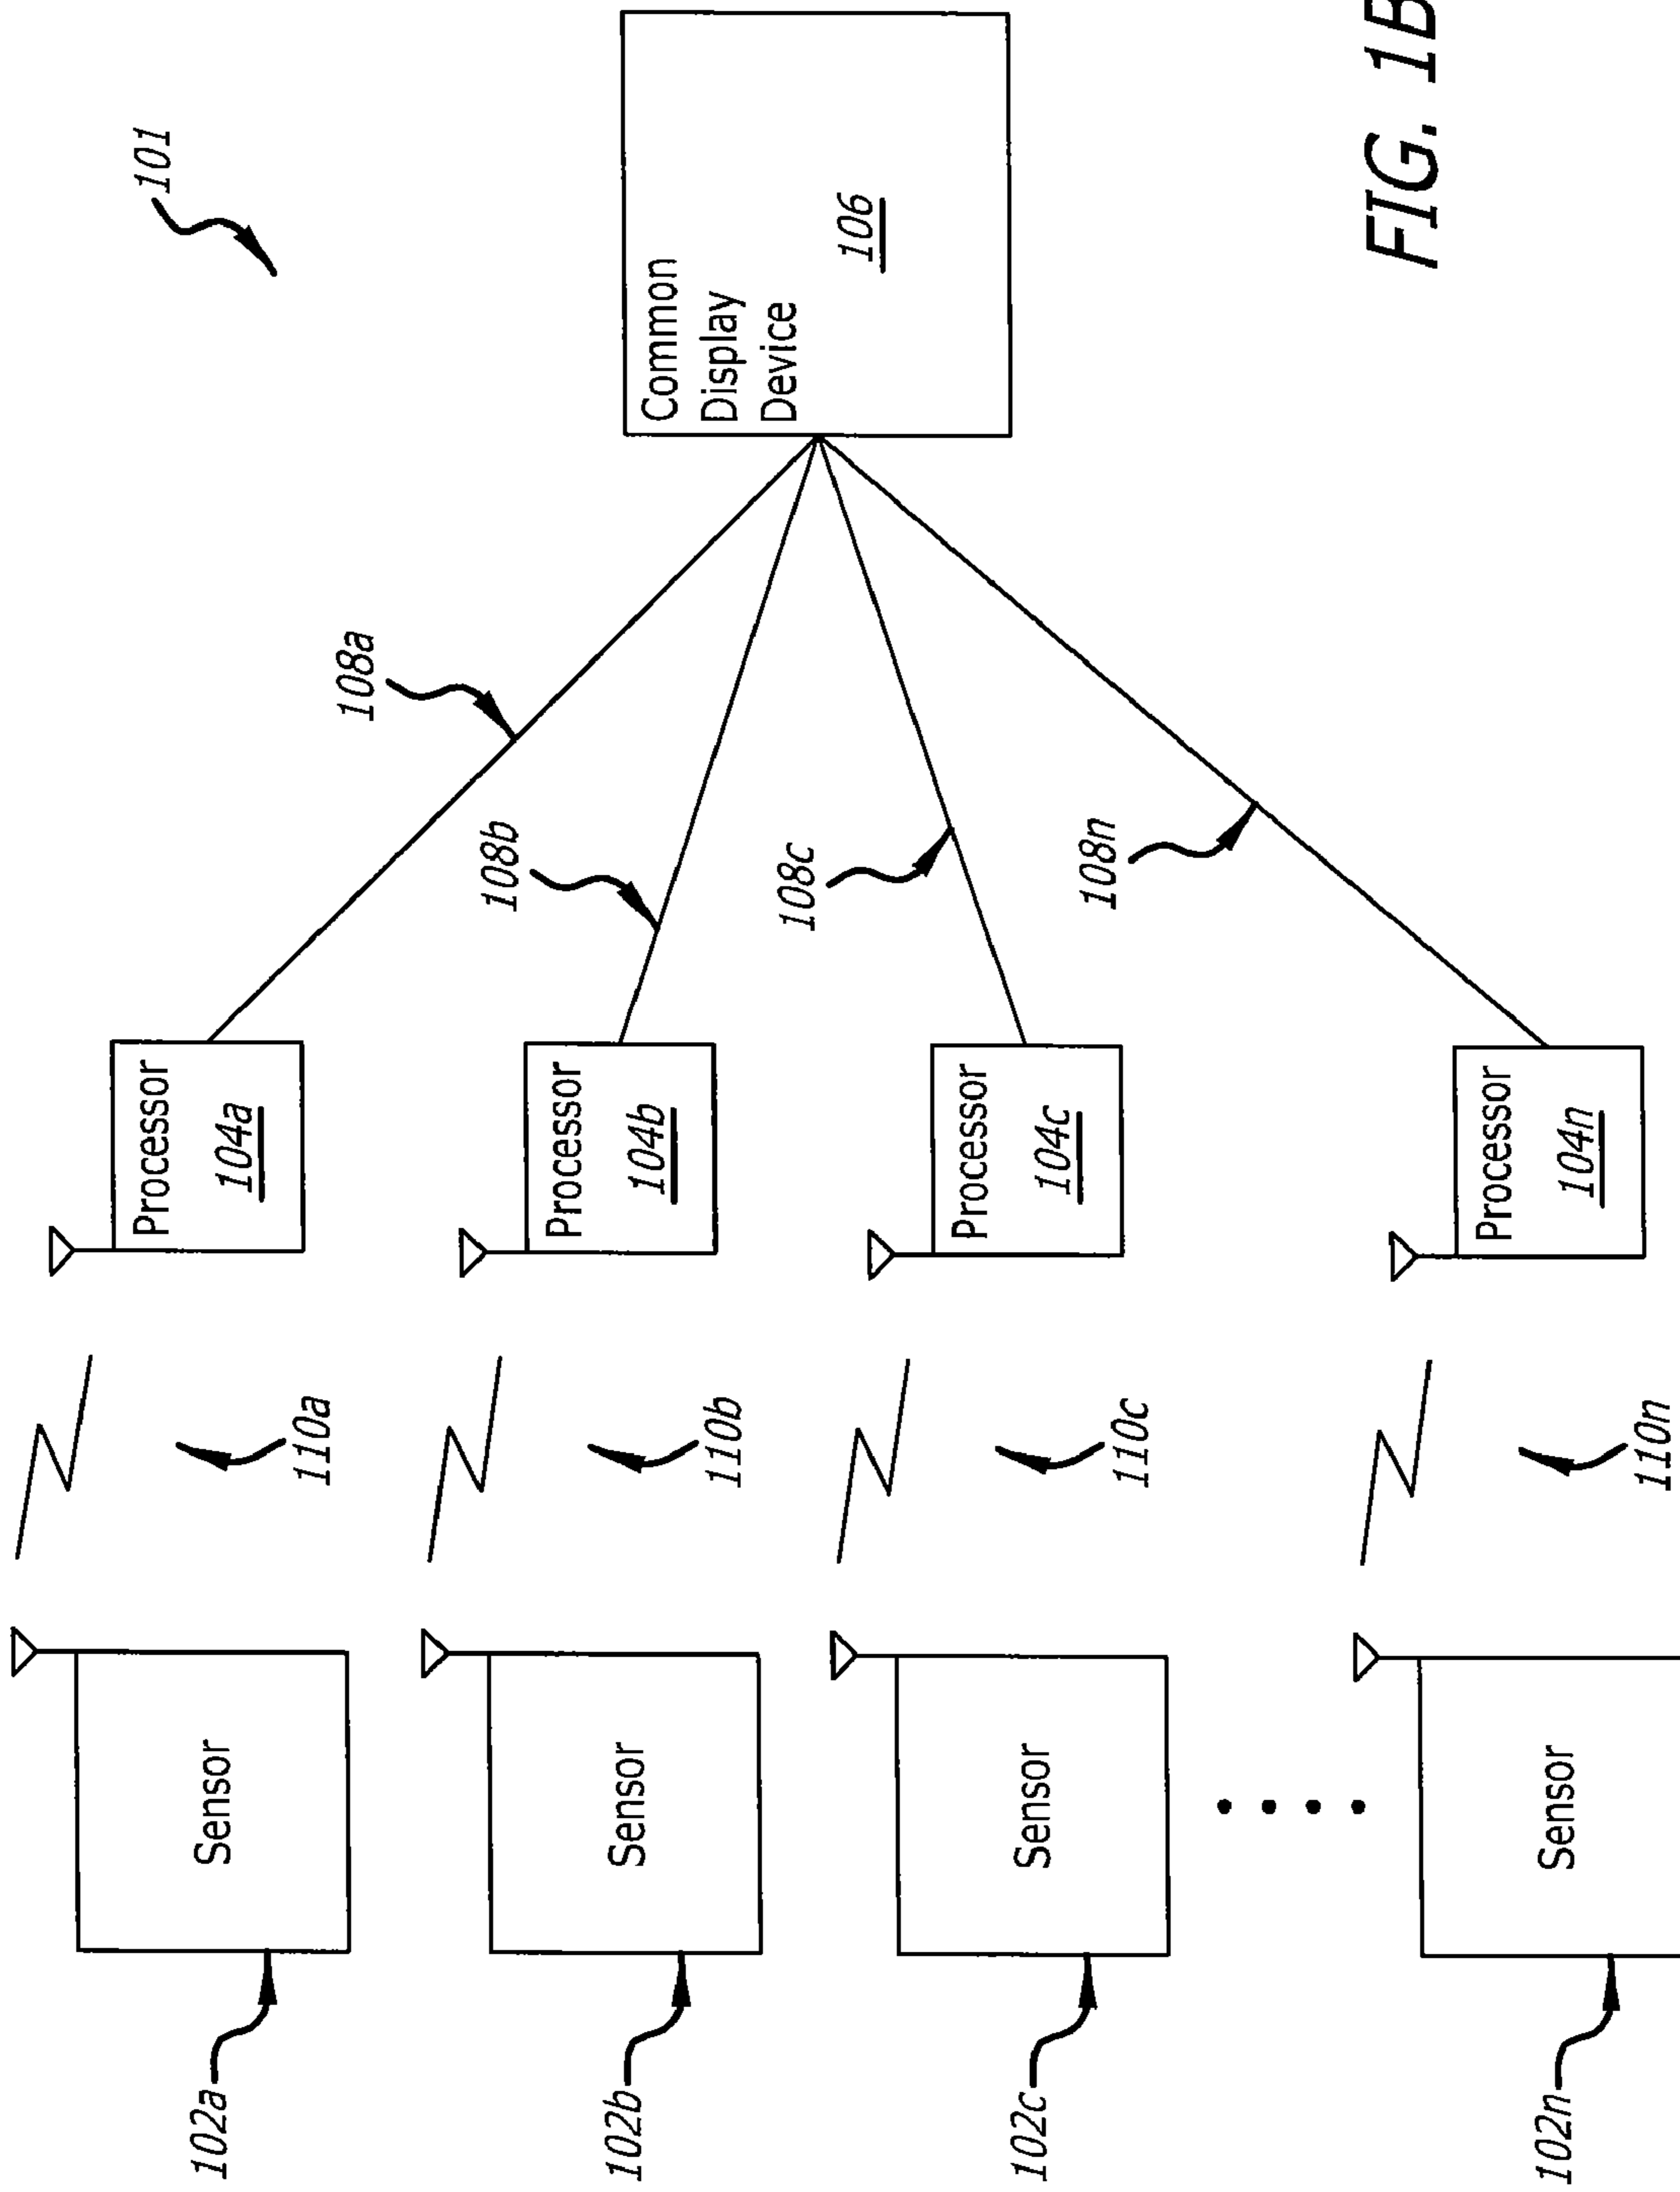 101
108a
Common
Display
Device
106
108b
108c
108n
Processor
104a
Processor
104b
Processor
104c
Processor
104n
110a
110b
110c
110n
Sensor
102a
Sensor
102b
Sensor
102c
Sensor
102n
FIG. 1B